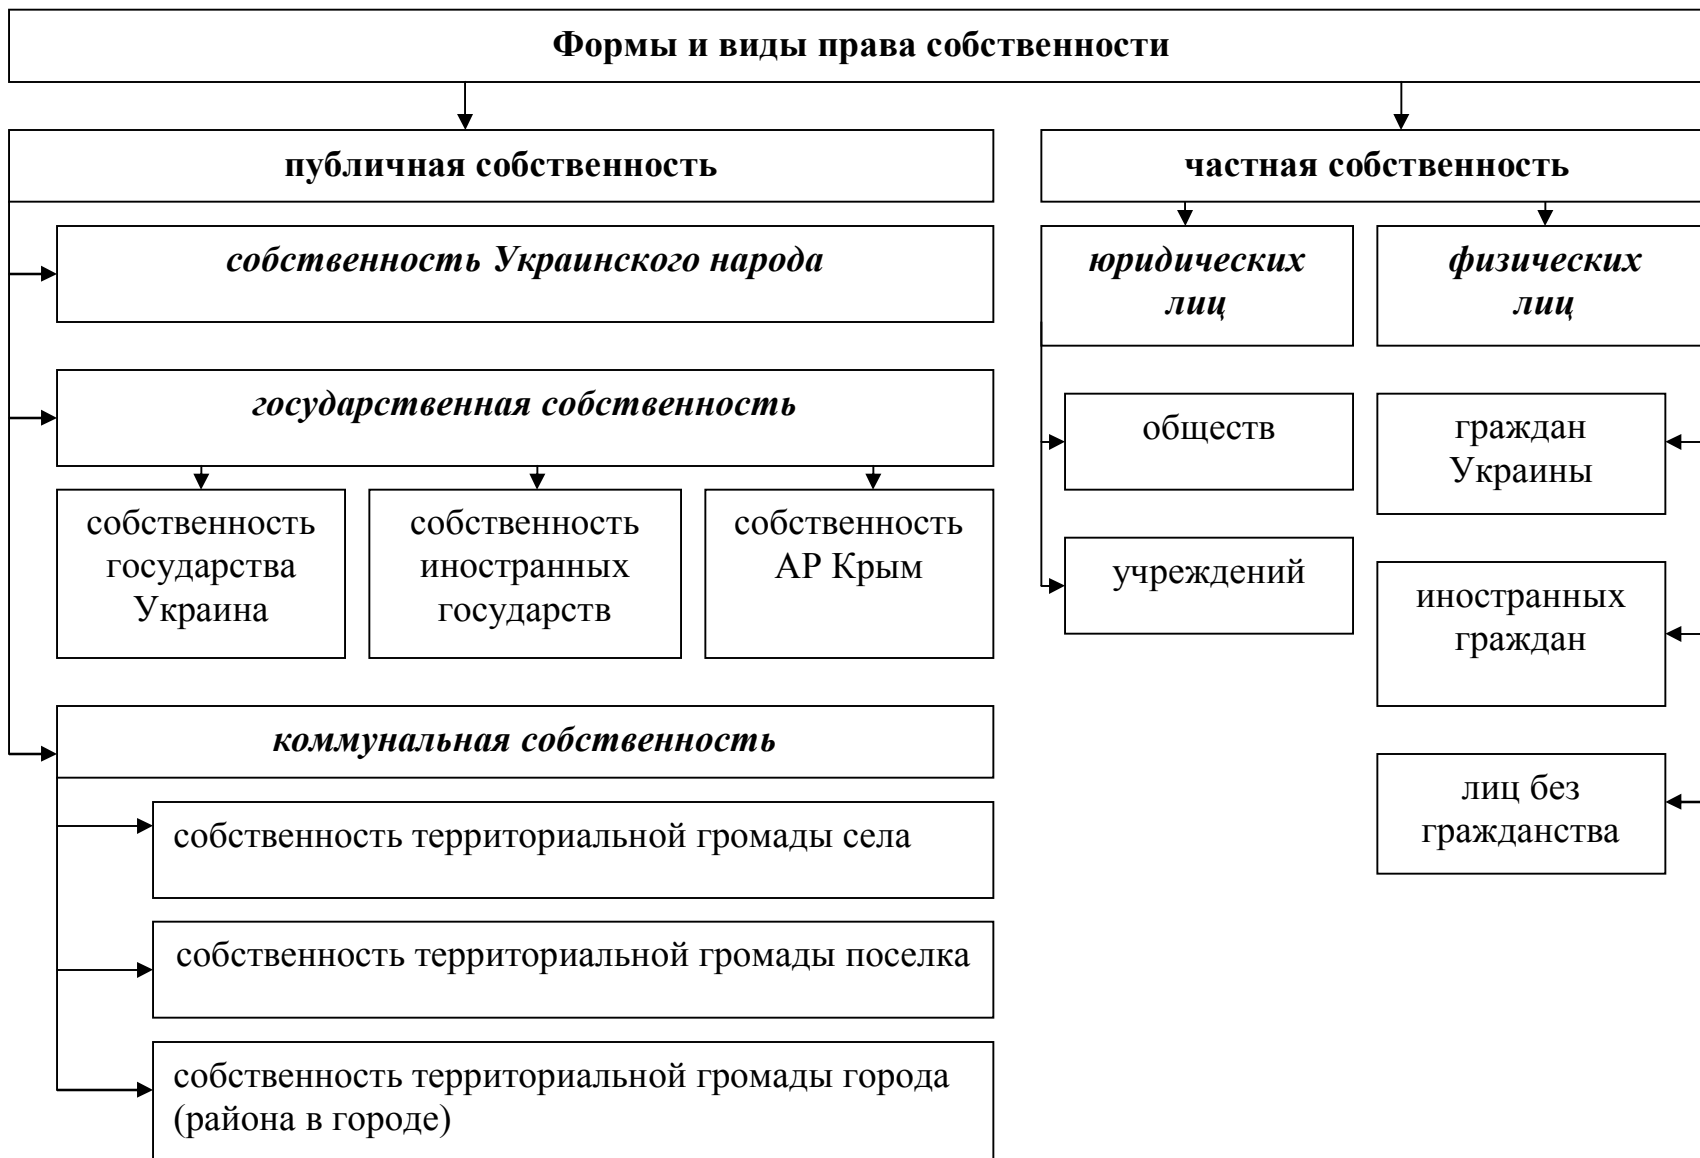 Формы и виды права собственности
публичная собственность
собственность Украинского народа
государственная собственность
собственность
государства
Украина
собственность
иностранных
государств
собственность
АР Крым
коммунальная собственность
собственность территориальной громады села
собственность территориальной громады поселка
собственность территориальной громады города
(района в городе)
частная собственность
юридических
лиц
обществ
учреждений
физических
лиц
граждан
Украины
иностранных
граждан
лиц без
гражданства